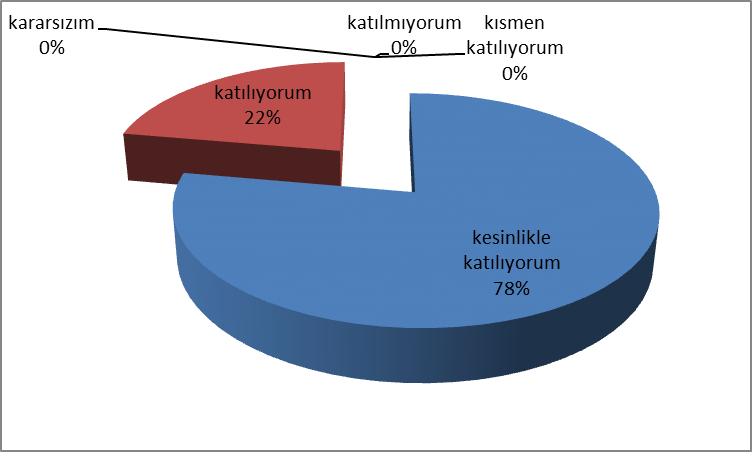 kararsızım
0%
katılmıyorum
0%
kısmen
katılıyorum
0%
katılıyorum
22%
kesinlikle
katılıyorum
78%